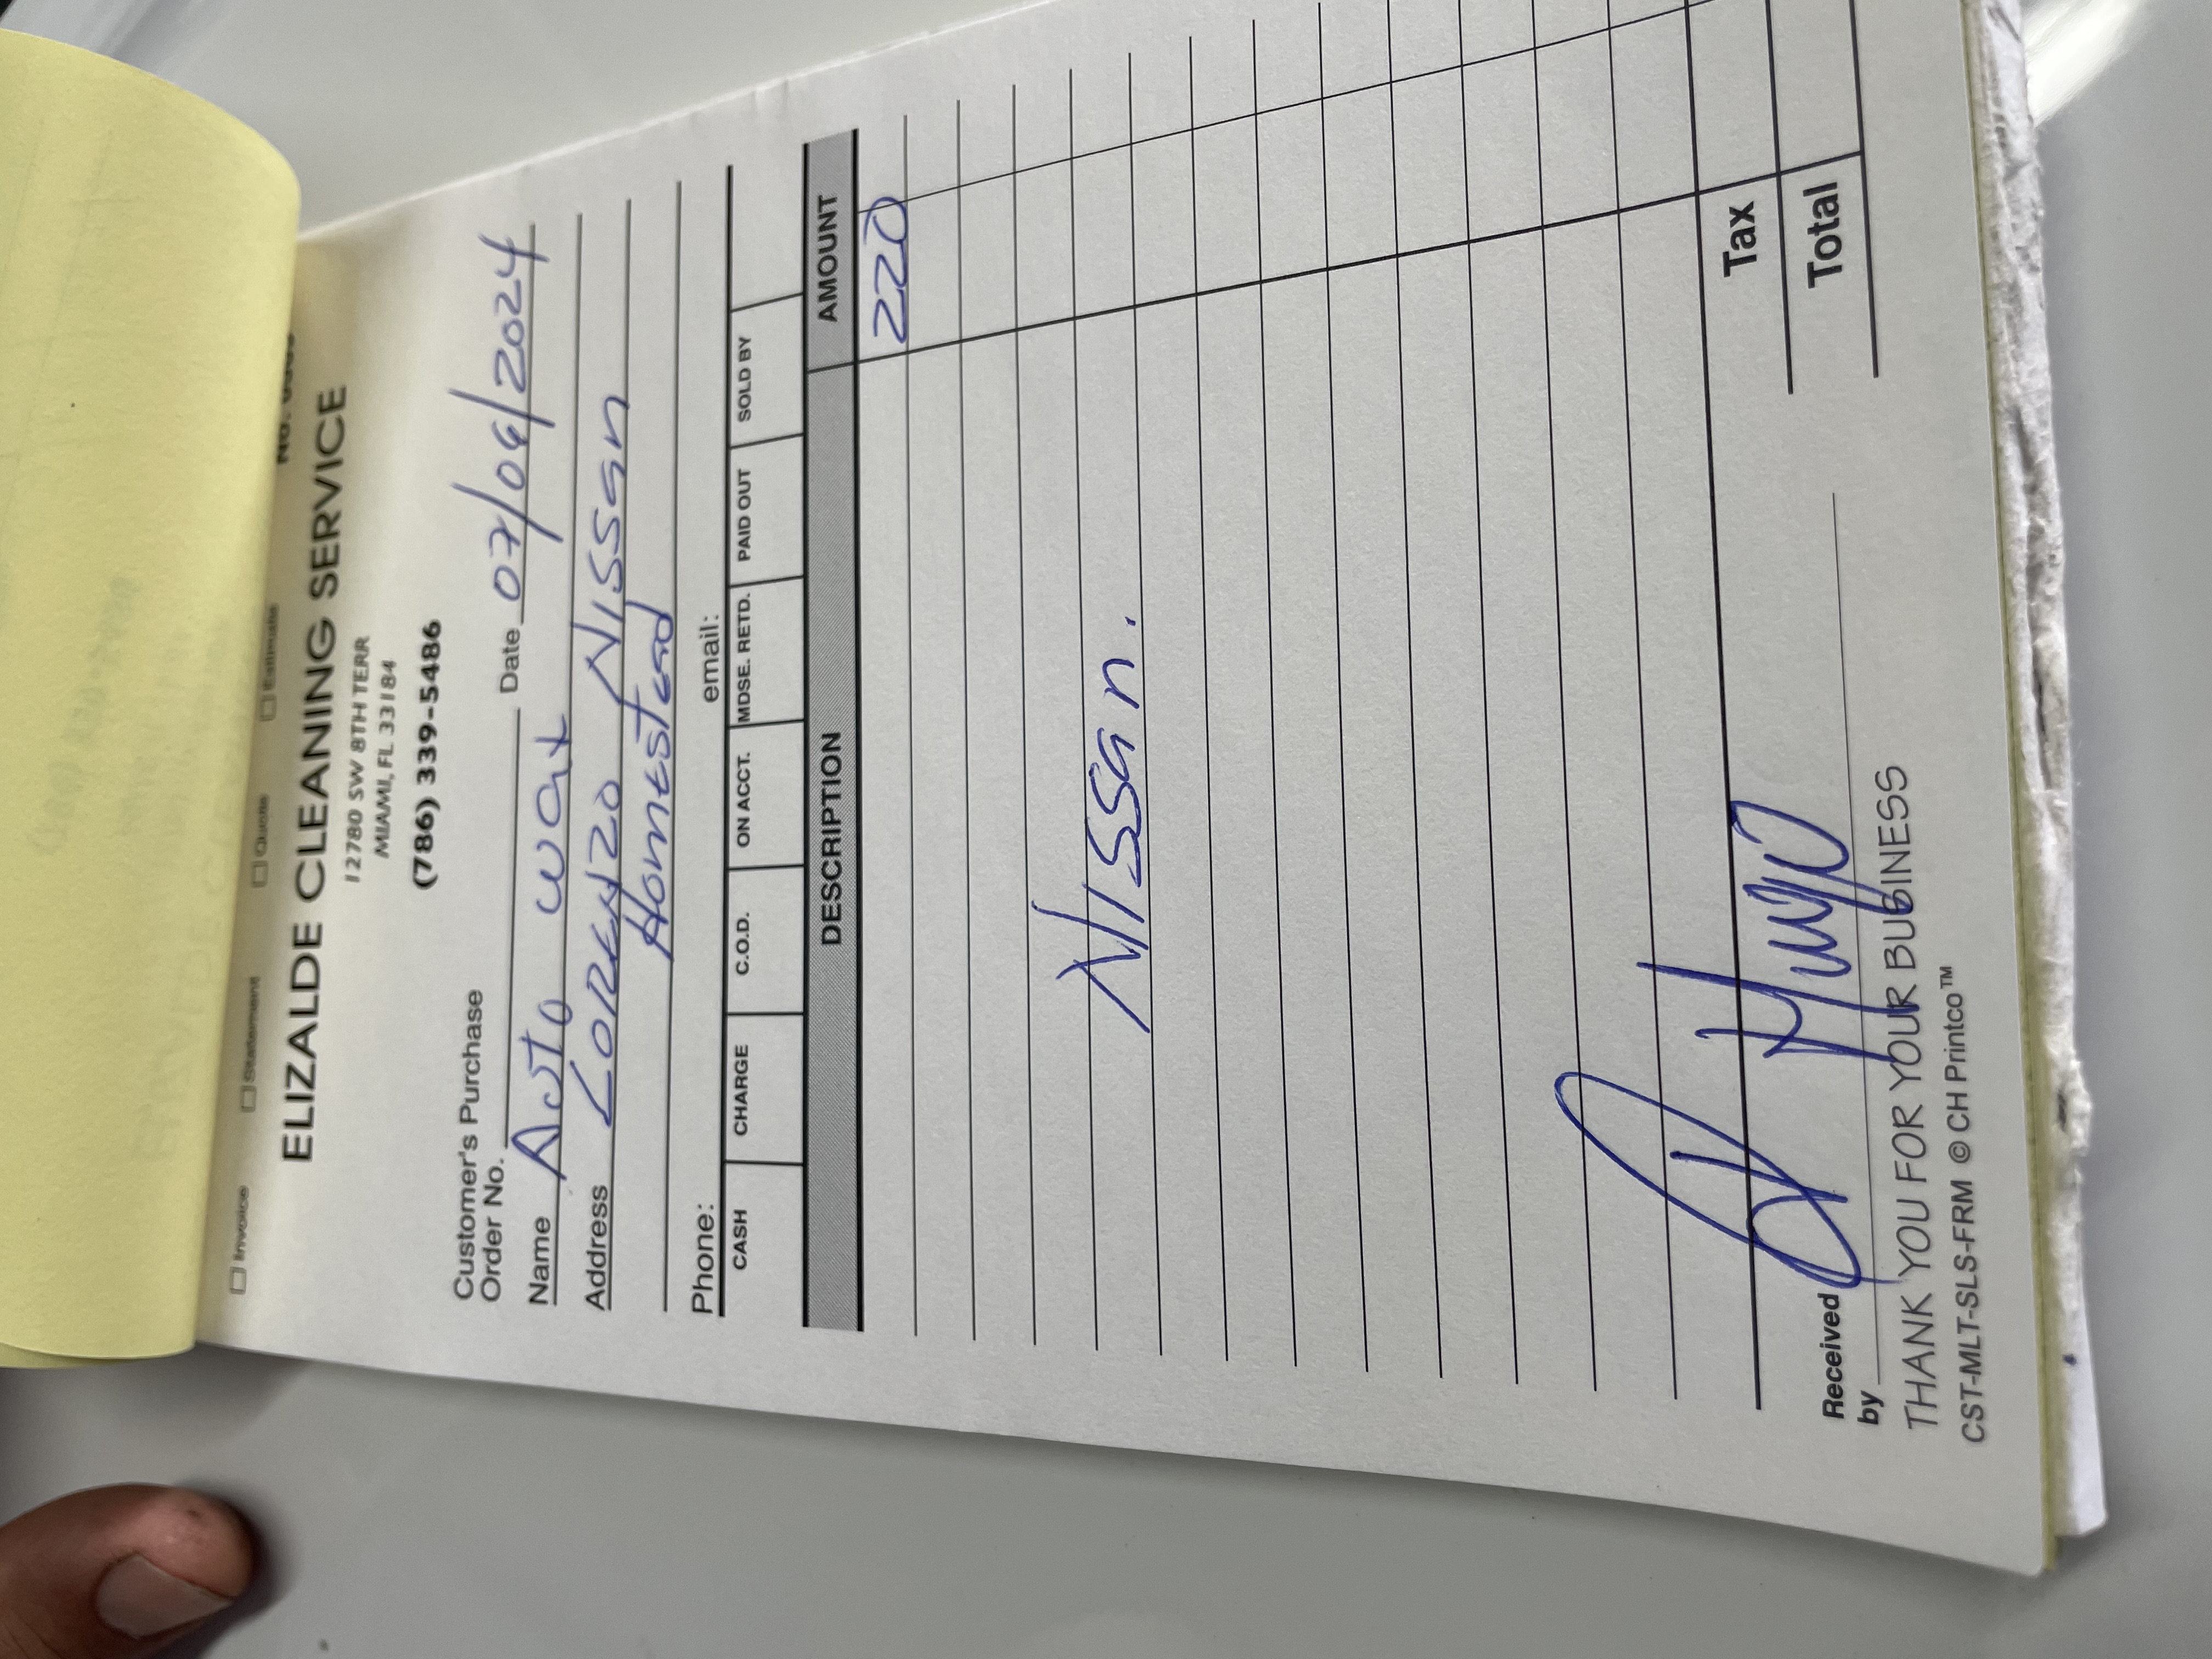 No.
☐ Invoice ☐ Statement ☐ Quote ☐ Estimate
ELIZALDE CLEANING SERVICE
12780 SW 8TH TERR
MIAMI, FL 33184
(786) 339-5486
Customer's Purchase
Order No. Date 07/06/2024
Name Auto wax
Address LORENZO Nissan
Homestead
Phone: email:
CASH CHARGE C.O.D. ON ACCT. MDSE. RETD. PAID OUT SOLD BY
DESCRIPTION AMOUNT
220
Nissan.
Tax
Received
by Total
THANK YOU FOR YOUR BUSINESS
CST-MLT-SLS-FRM © CH Printco™